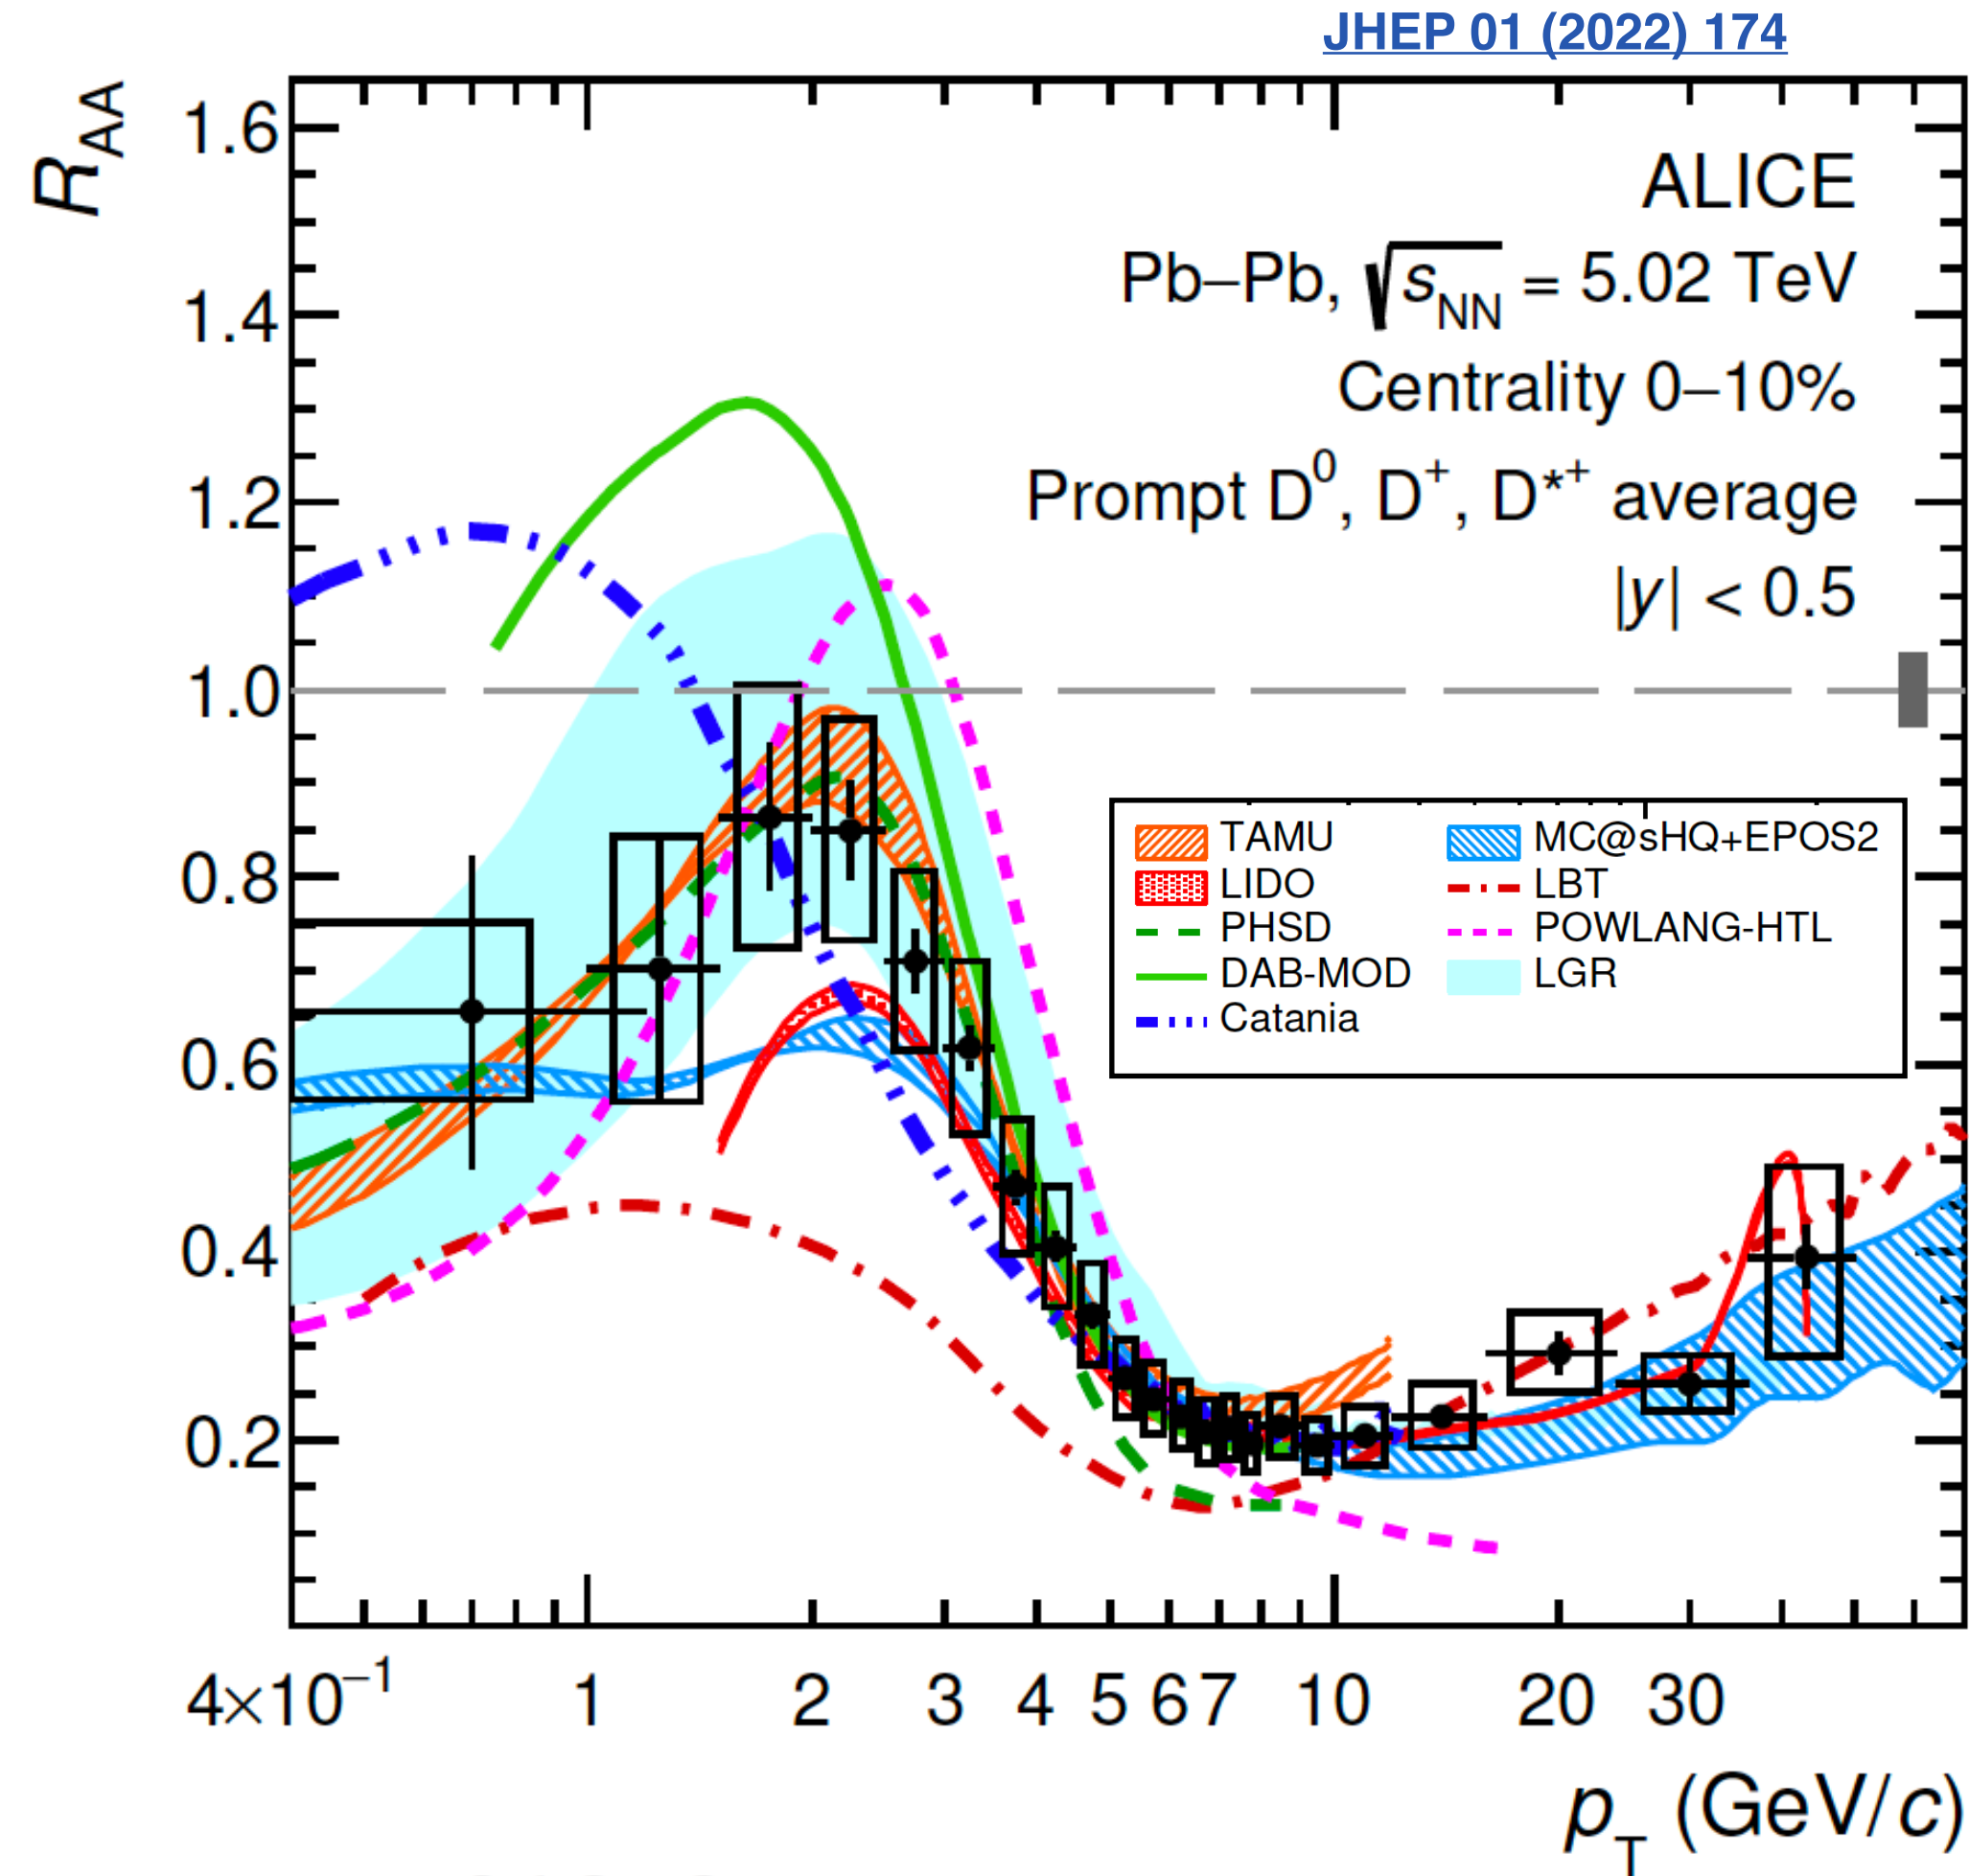 JHEP 01 (2022) 174
R_AA
1.6
1.4
1.2
1.0
0.8
0.6
0.4
0.2
ALICE
Pb–Pb, √s_NN = 5.02 TeV
Centrality 0–10%
Prompt D⁰, D⁺, D*⁺ average
|y| < 0.5
TAMU
LIDO
PHSD
DAB-MOD
Catania
MC@sHQ+EPOS2
LBT
POWLANG-HTL
LGR
4×10⁻¹ 1 2 3 4 5 6 7 10 20 30
p_T (GeV/c)